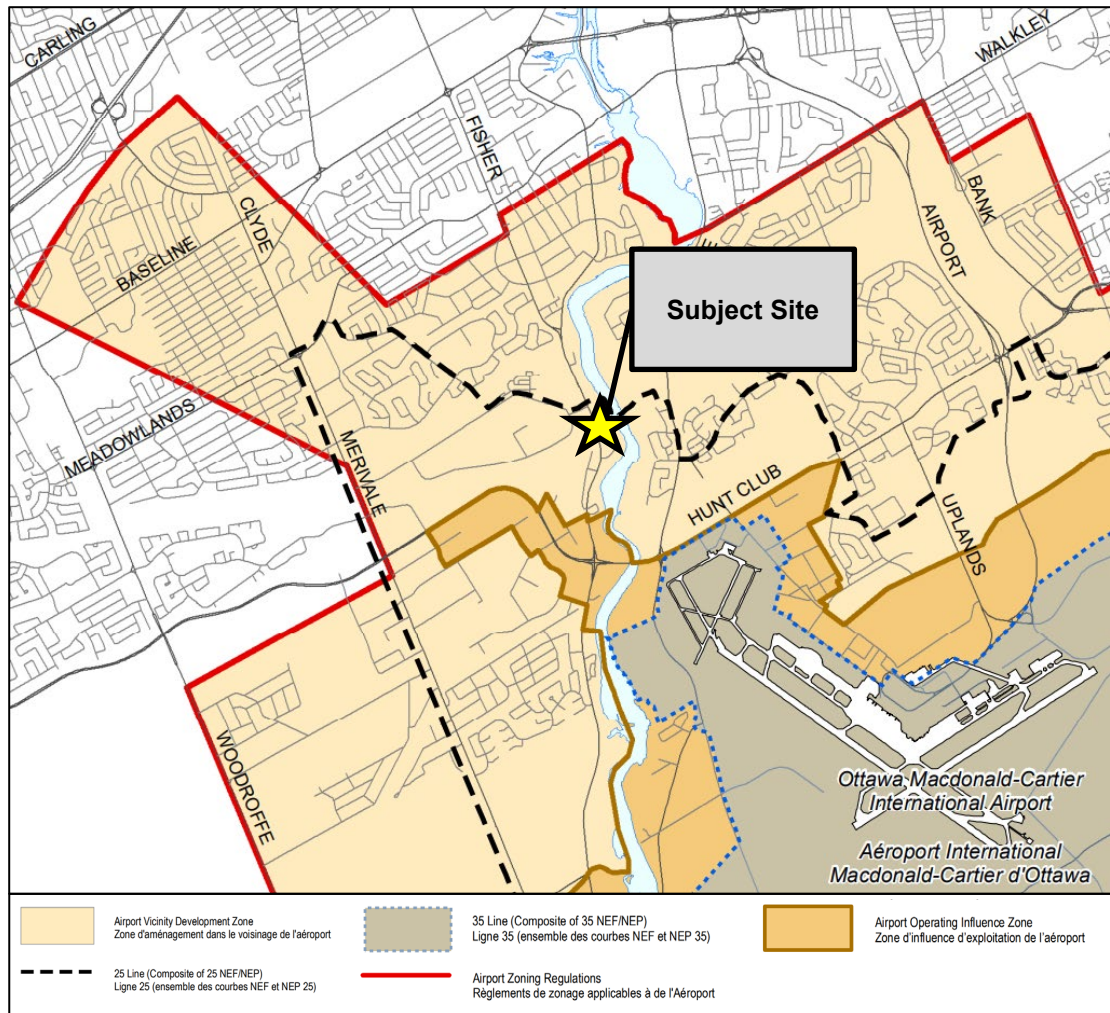 CARLING
WALKLEY
FISHER
BANK
AIRPORT
CLYDE
BASELINE
Subject Site
MEADOWLANDS
MERIVALE
HUNT CLUB
UPLANDS
WOODROFFE
Ottawa Macdonald-Cartier
International Airport
Aéroport International
Macdonald-Cartier d'Ottawa
Airport Vicinity Development Zone
Zone d'aménagement dans le voisinage de l'aéroport
35 Line (Composite of 35 NEF/NEP)
Ligne 35 (ensemble des courbes NEF et NEP 35)
Airport Operating Influence Zone
Zone d'influence d'exploitation de l'aéroport
25 Line (Composite of 25 NEF/NEP)
Ligne 25 (ensemble des courbes NEF et NEP 25)
Airport Zoning Regulations
Règlements de zonage applicables à de l'Aéroport